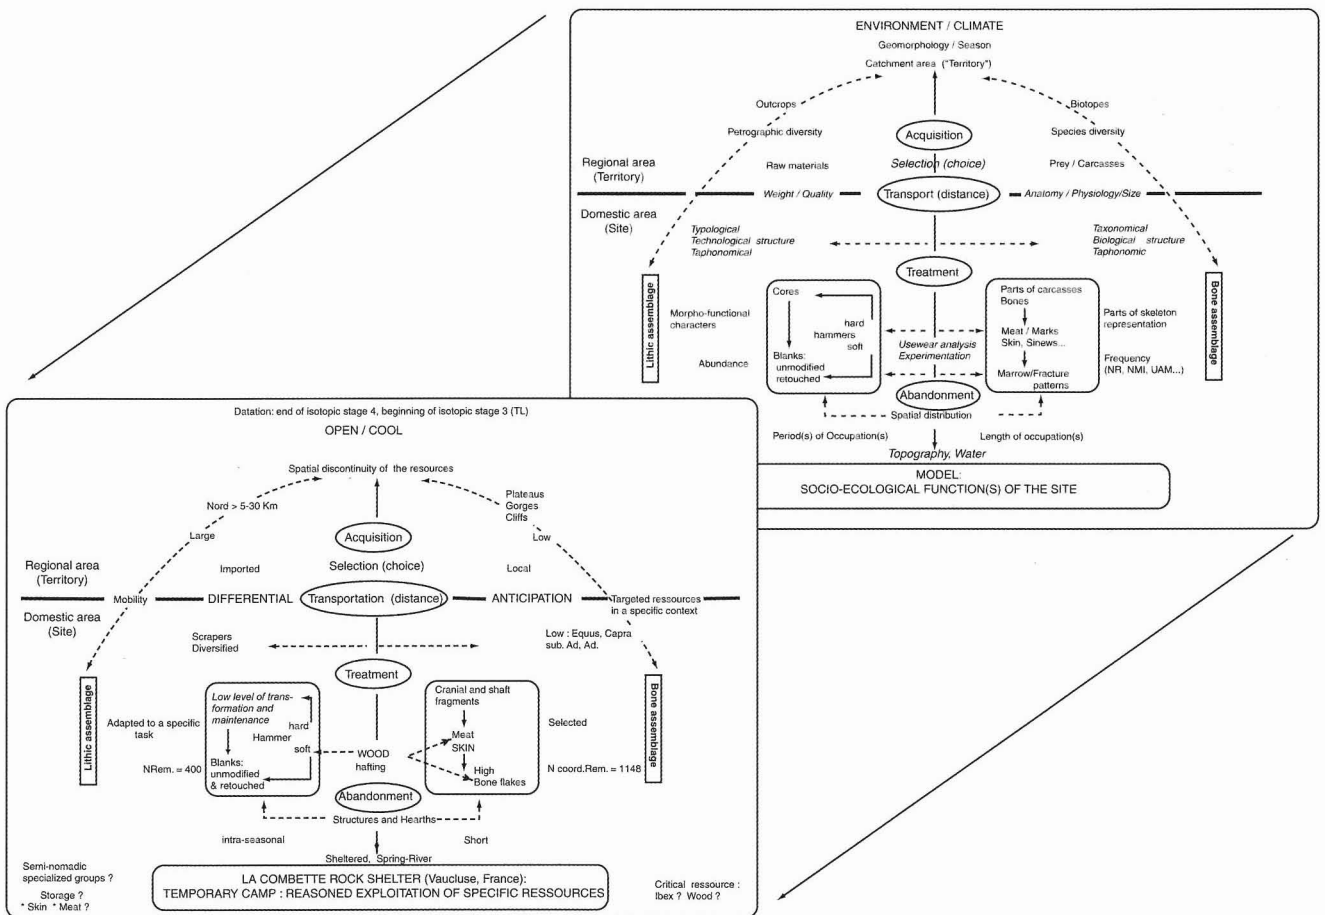 ENVIRONMENT / CLIMATE
Geomorphology / Season
Catchment area ("Territory")
Outcrops
Biotopes
Petrographic diversity
Acquisition
Species diversity
Regional area
(Territory)
Raw materials
Selection (choice)
Prey / Carcasses
Weight / Quality
Transport (distance)
Anatomy / Physiology/Size
Domestic area
(Site)
Typological
Technological structure
Taphonomical
Taxonomical
Biological structure
Taphonomic
Treatment
Lithic assemblage
Morpho-functional
characters
Abundance
Cores
hard
hammers
soft
Blanks:
unmodified
retouched
Usewear analysis
Experimentation
Parts of carcasses
Bones
Meat / Marks
Skin, Sinews...
Marrow/Fracture
patterns
Parts of skeleton
representation
Frequency
(NR, NMI, UAM...)
Bone assemblage
Abandonment
Spatial distribution
Period(s) of Occupation(s)
Length of occupation(s)
Topography, Water
MODEL:
SOCIO-ECOLOGICAL FUNCTION(S) OF THE SITE
Datation: end of isotopic stage 4, beginning of isotopic stage 3 (TL)
OPEN / COOL
Spatial discontinuity of the resources
Nord > 5-30 Km
Plateaus
Gorges
Cliffs
Large
Acquisition
Low
Regional area
(Territory)
Imported
Selection (choice)
Local
Mobility
DIFFERENTIAL
Transportation (distance)
ANTICIPATION
Targeted ressources
in a specific context
Domestic area
(Site)
Scrapers
Diversified
Low : Equus, Capra
sub. Ad, Ad.
Treatment
Lithic assemblage
Adapted to a specific
task
NRem. = 400
Low level of trans-
formation and
maintenance
hard
Hammer
soft
Blanks:
unmodified
& retouched
WOOD
hafting
Cranial and shaft
fragments
Meat
SKIN
High
Bone flakes
Selected
N coord.Rem. = 1148
Bone assemblage
Abandonment
Structures and Hearths
intra-seasonal
Short
Sheltered, Spring-River
Semi-nomadic
specialized groups ?
Storage ?
* Skin * Meat ?
LA COMBETTE ROCK SHELTER (Vaucluse, France):
TEMPORARY CAMP : REASONED EXPLOITATION OF SPECIFIC RESSOURCES
Critical ressource :
Ibex ? Wood ?